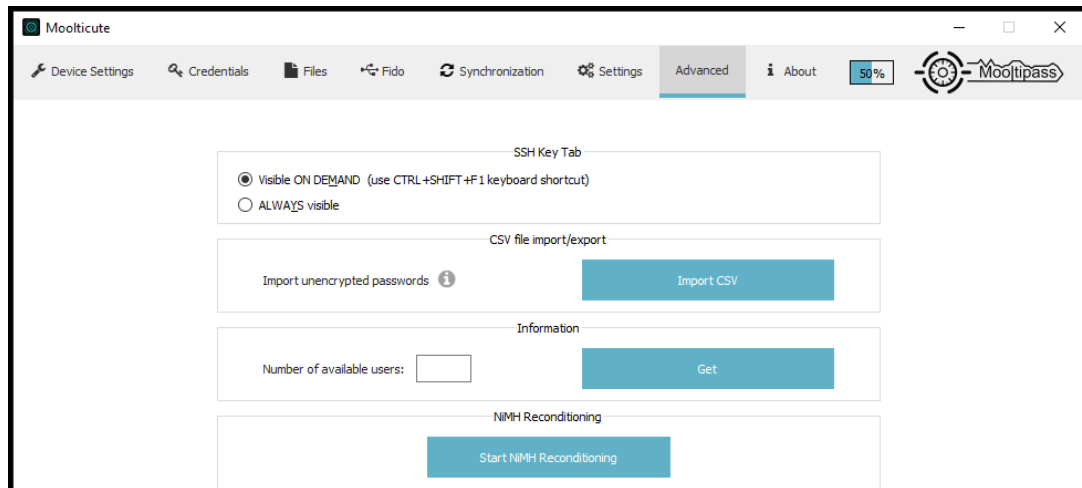 Moolticute
Device Settings Credentials Files Fido Synchronization Settings Advanced i About 50% Mooltipass
SSH Key Tab
Visible ON DEMAND (use CTRL+SHIFT+F1 keyboard shortcut)
ALWAYS visible
CSV file import/export
Import unencrypted passwords i Import CSV
Information
Number of available users: Get
NiMH Reconditioning
Start NiMH Reconditioning